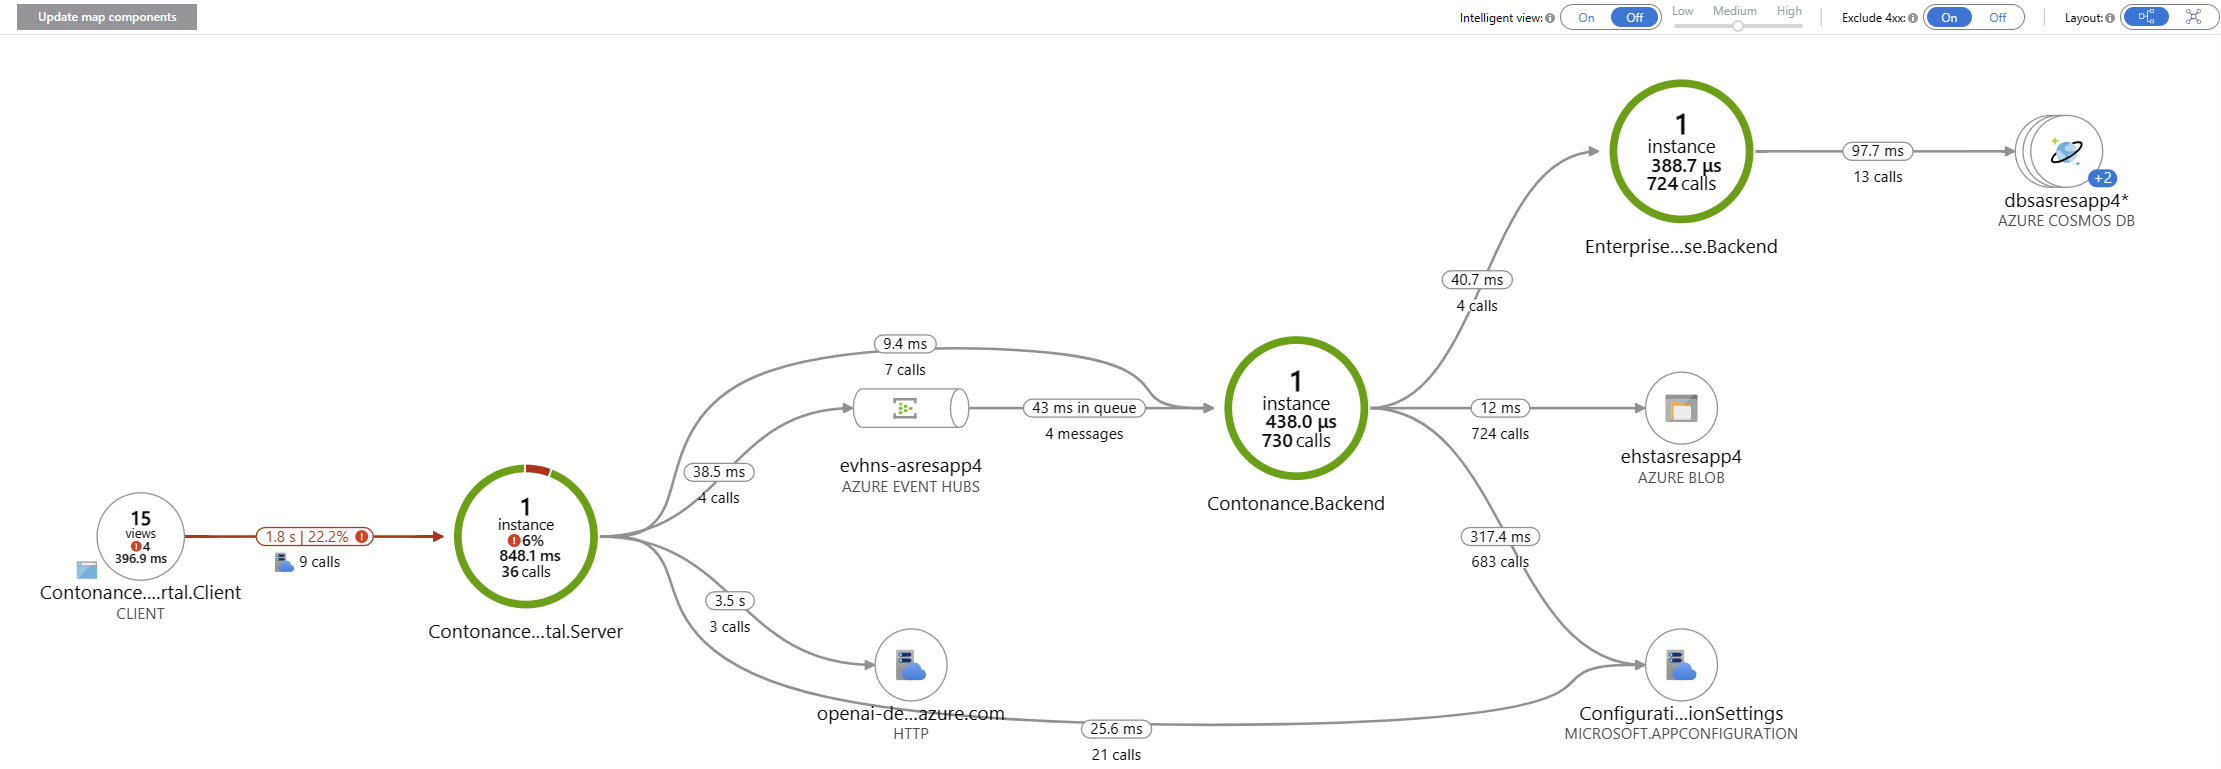 Update map components
Intelligent view:
On
Off
Low
Medium
High
Exclude 4xx:
On
Off
Layout:
1
instance
388.7 µs
724 calls
Enterprise...se.Backend
97.7 ms
13 calls
+2
dbsasresapp4*
AZURE COSMOS DB
40.7 ms
4 calls
9.4 ms
7 calls
43 ms in queue
4 messages
evhns-asresapp4
AZURE EVENT HUBS
38.5 ms
4 calls
1
instance
438.0 µs
730 calls
Contonance.Backend
12 ms
724 calls
ehstasresapp4
AZURE BLOB
15
views
4
396.9 ms
Contonance....rtal.Client
CLIENT
1.8 s | 22.2%
9 calls
1
instance
6%
848.1 ms
36 calls
Contonance...tal.Server
317.4 ms
683 calls
3.5 s
3 calls
openai-de...azure.com
HTTP
25.6 ms
21 calls
Configurati...ionSettings
MICROSOFT.APPCONFIGURATION